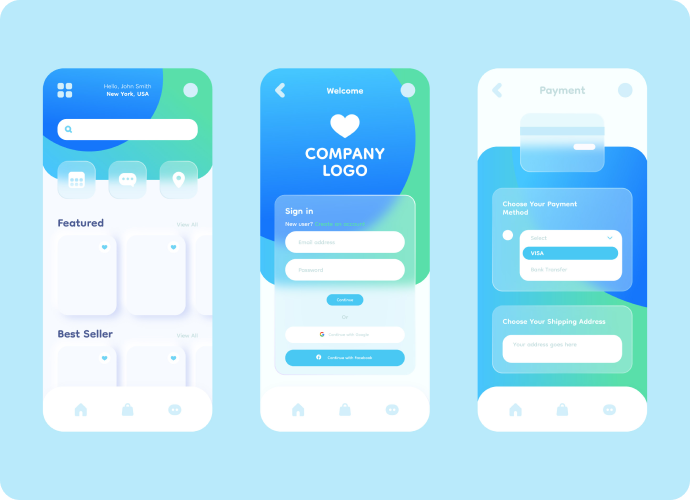 Hello, John Smith
New York, USA
Featured
View All
Best Seller
View All
Welcome
COMPANY
LOGO
Sign in
New user? Create an account
Email address
Password
Continue
Or
Continue with Google
Continue with Facebook
Payment
Choose Your Payment
Method
Select
VISA
Bank Transfer
Choose Your Shipping Address
Your address goes here